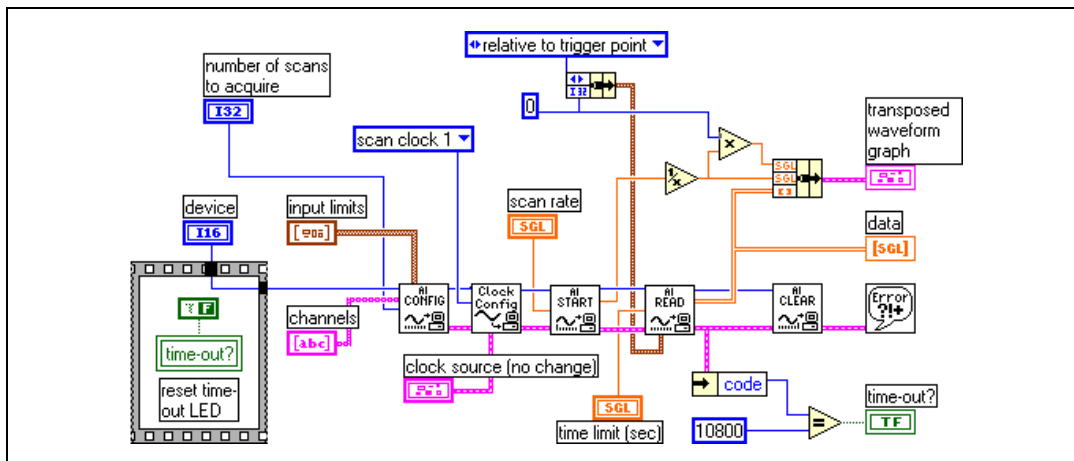 relative to trigger point
number of scans
to acquire
I32
I32
0
transposed
waveform
graph
scan clock 1
x
1/x
SGL
SGL
scan rate
SGL
device
I16
input limits
data
[SGL]
AI
CONFIG
Clock
Config
AI
START
AI
READ
AI
CLEAR
Error
?!+
F
channels
[abc]
time-out?
clock source (no change)
reset time-
out LED
code
time-out?
SGL
10800
=
TF
time limit (sec)